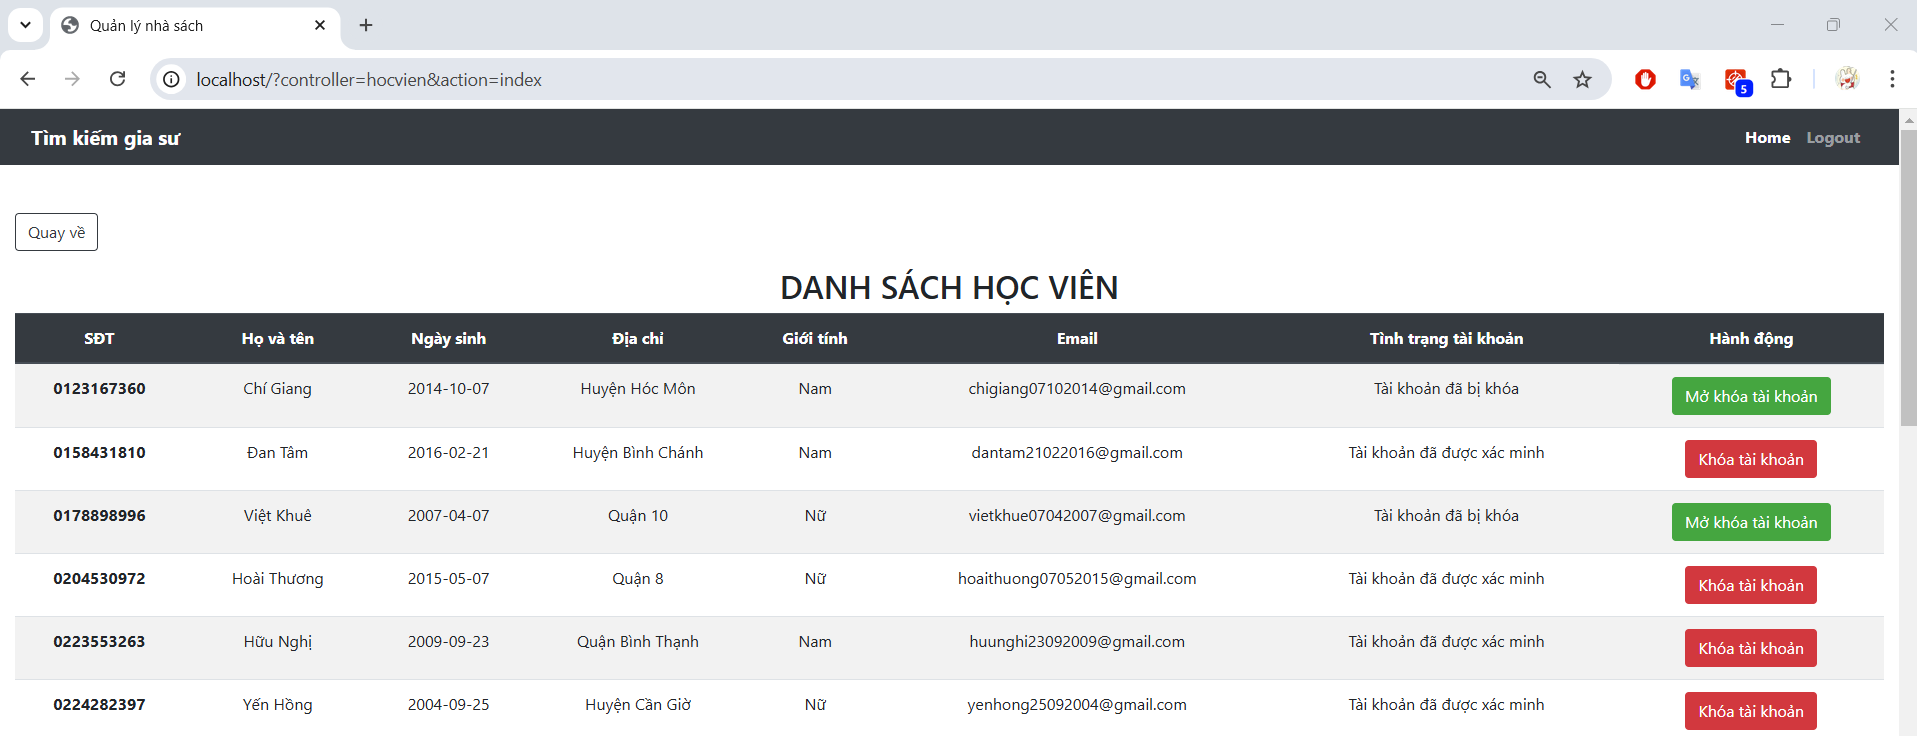 Quản lý nhà sách
localhost/?controller=hocvien&action=index
5
Tìm kiếm gia sư Home Logout
Quay về
DANH SÁCH HỌC VIÊN
SĐT Họ và tên Ngày sinh Địa chỉ Giới tính Email Tình trạng tài khoản Hành động
0123167360 Chí Giang 2014-10-07 Huyện Hóc Môn Nam chigiang07102014@gmail.com Tài khoản đã bị khóa Mở khóa tài khoản
0158431810 Đan Tâm 2016-02-21 Huyện Bình Chánh Nam dantam21022016@gmail.com Tài khoản đã được xác minh Khóa tài khoản
0178898996 Việt Khuê 2007-04-07 Quận 10 Nữ vietkhue07042007@gmail.com Tài khoản đã bị khóa Mở khóa tài khoản
0204530972 Hoài Thương 2015-05-07 Quận 8 Nữ hoaithuong07052015@gmail.com Tài khoản đã được xác minh Khóa tài khoản
0223553263 Hữu Nghị 2009-09-23 Quận Bình Thạnh Nam huunghi23092009@gmail.com Tài khoản đã được xác minh Khóa tài khoản
0224282397 Yến Hồng 2004-09-25 Huyện Cần Giờ Nữ yenhong25092004@gmail.com Tài khoản đã được xác minh Khóa tài khoản